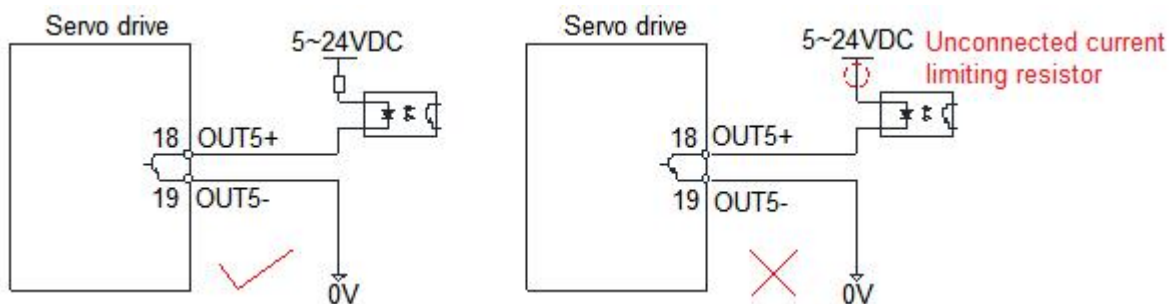 Servo drive
5~24VDC
18 OUT5+
19 OUT5-
0V
Servo drive
5~24VDC Unconnected current
limiting resistor
18 OUT5+
19 OUT5-
0V